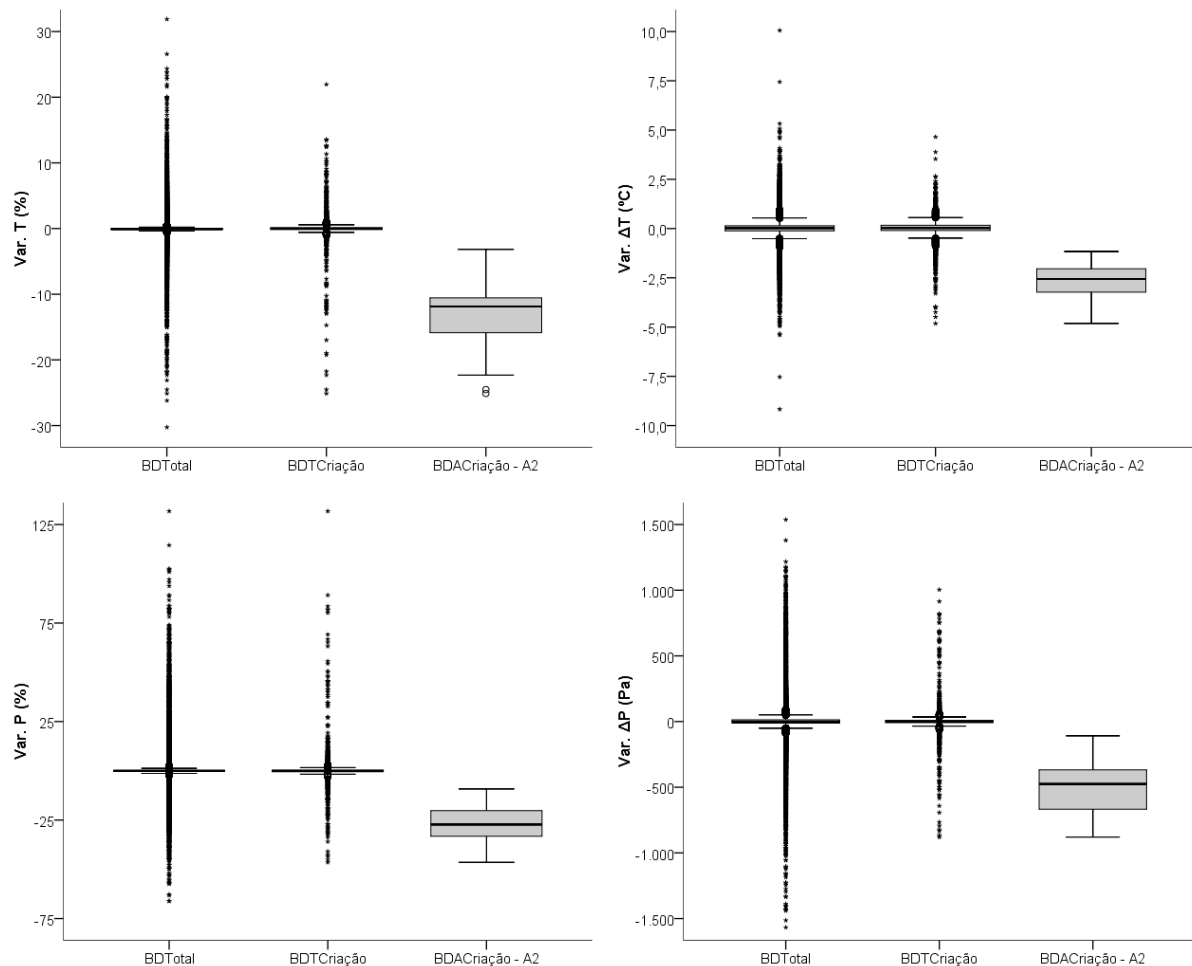 Var. T (%)
30
20
10
0
-10
-20
-30
BDTotal
BDTCriação
BDACriação - A2
Var. ΔT (ºC)
10,0
7,5
5,0
2,5
0,0
-2,5
-5,0
-7,5
-10,0
BDTotal
BDTCriação
BDACriação - A2
Var. P (%)
125
75
25
-25
-75
BDTotal
BDTCriação
BDACriação - A2
Var. ΔP (Pa)
1.500
1.000
500
0
-500
-1.000
-1.500
BDTotal
BDTCriação
BDACriação - A2